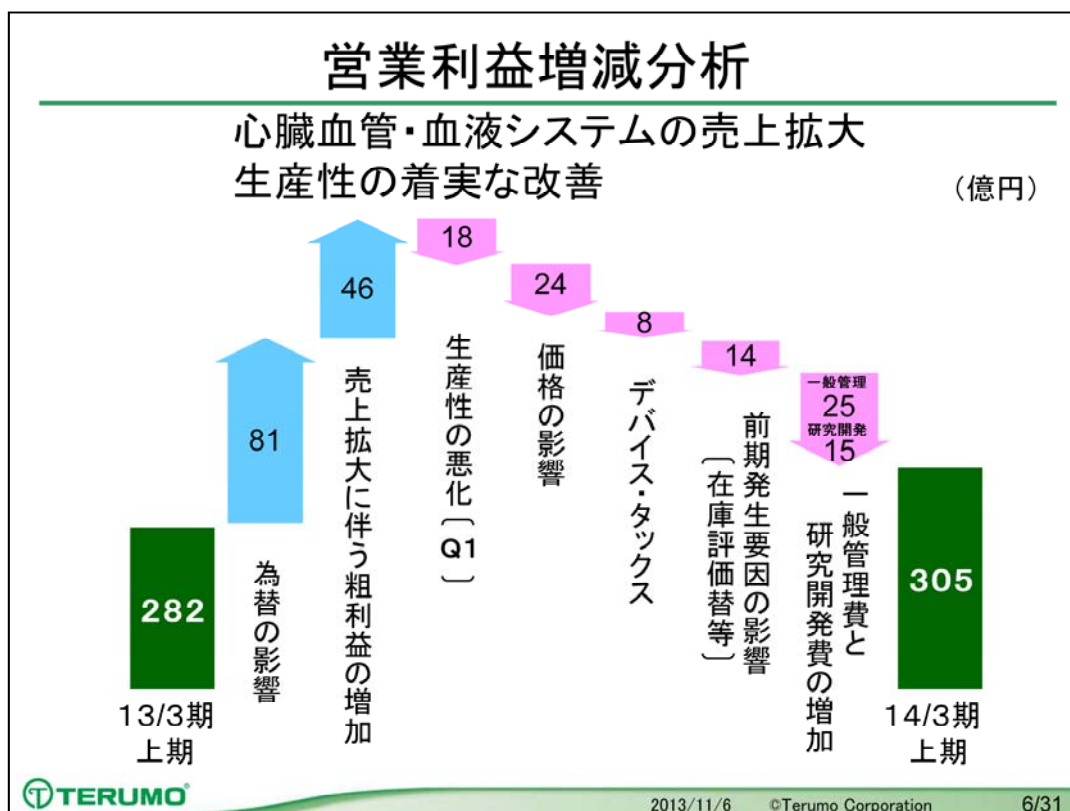 営業利益増減分析
心臓血管・血液システムの売上拡大
生産性の着実な改善
（億円）
282
13/3期
上期
81
為替の影響
46
売上拡大に伴う粗利益の増加
18
生産性の悪化〔Q1〕
24
価格の影響
8
デバイス・タックス
14
前期発生要因の影響
〔在庫評価替等〕
一般管理
25
研究開発
15
一般管理費と
研究開発費の増加
305
14/3期
上期
TERUMO®
2013/11/6 ©Terumo Corporation 6/31